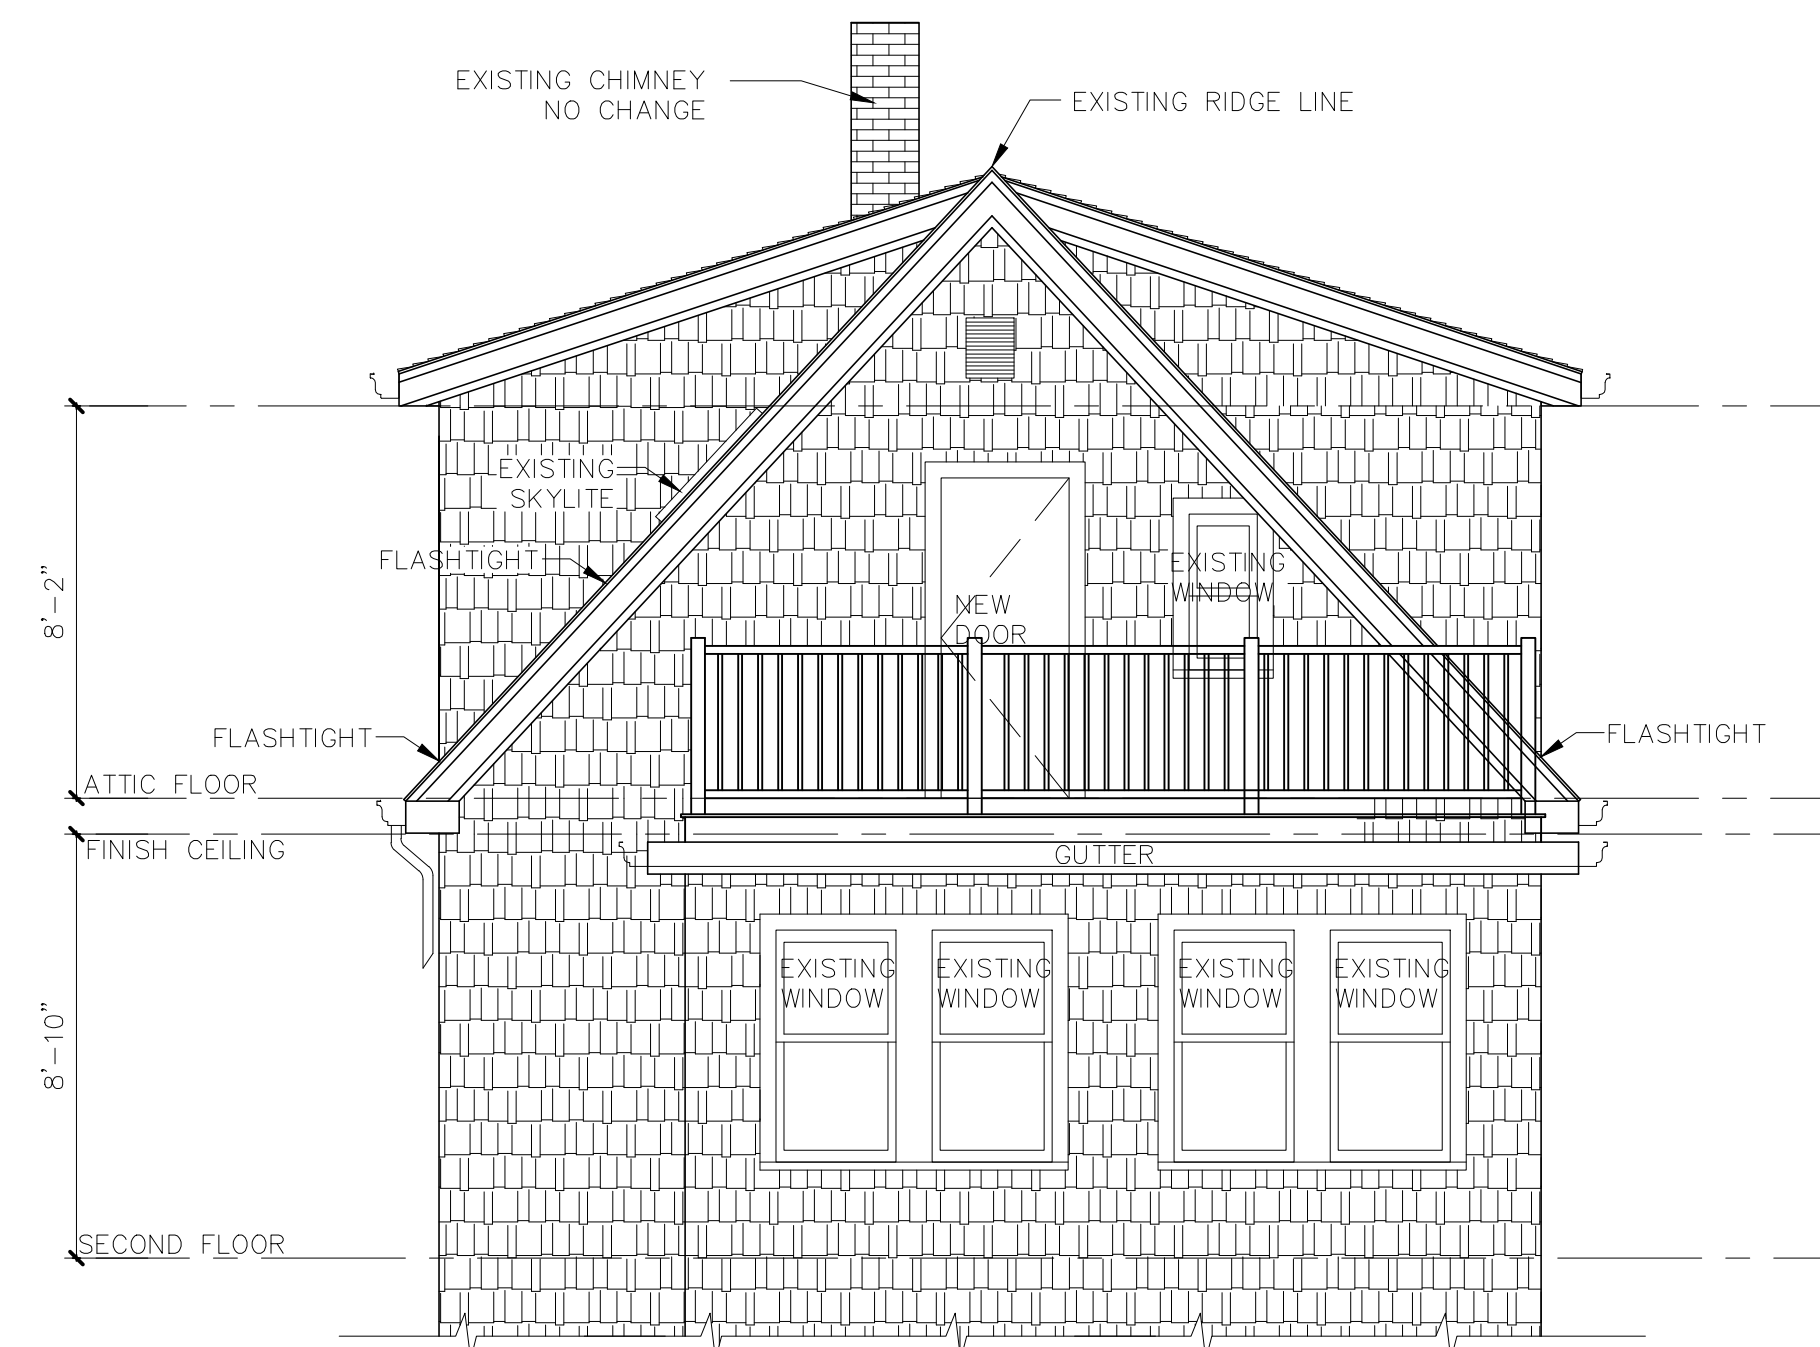 EXISTING CHIMNEY
NO CHANGE
EXISTING RIDGE LINE
EXISTING
SKYLITE
FLASHTIGHT
EXISTING
WINDOW
NEW
DOOR
8'-2"
FLASHTIGHT
FLASHTIGHT
ATTIC FLOOR
FINISH CEILING
GUTTER
EXISTING
WINDOW
EXISTING
WINDOW
EXISTING
WINDOW
EXISTING
WINDOW
8'-10"
SECOND FLOOR